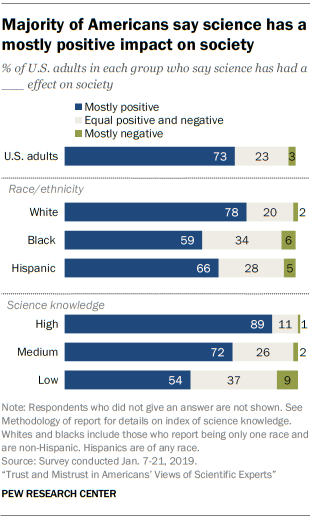 Majority of Americans say science has a
mostly positive impact on society
% of U.S. adults in each group who say science has had a
____ effect on society
Mostly positive
Equal positive and negative
Mostly negative
U.S. adults 73 23 3
Race/ethnicity
White 78 20 2
Black 59 34 6
Hispanic 66 28 5
Science knowledge
High 89 11 1
Medium 72 26 2
Low 54 37 9
Note: Respondents who did not give an answer are not shown. See
Methodology of report for details on index of science knowledge.
Whites and blacks include those who report being only one race and
are non-Hispanic. Hispanics are of any race.
Source: Survey conducted Jan. 7-21, 2019.
“Trust and Mistrust in Americans’ Views of Scientific Experts”
PEW RESEARCH CENTER